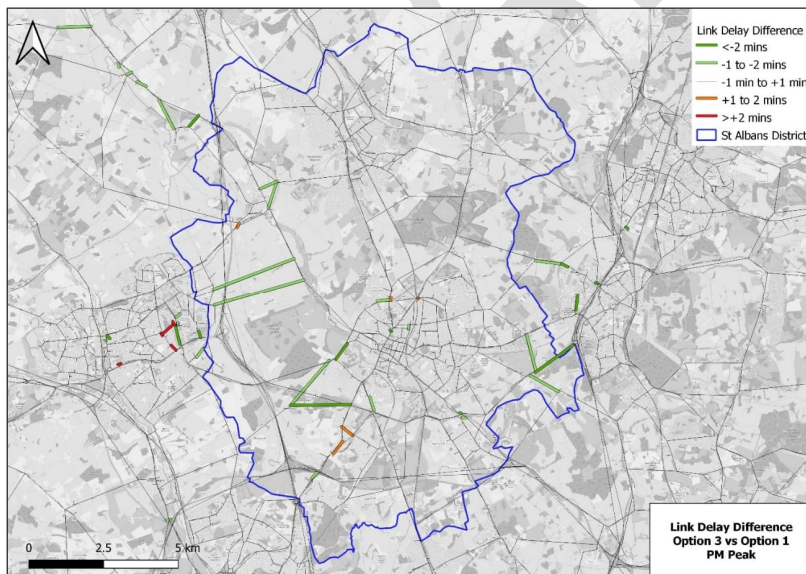 Link Delay Difference
<-2 mins
-1 to -2 mins
-1 min to +1 min
+1 to 2 mins
>+2 mins
St Albans District
0 2.5 5 km
Link Delay Difference
Option 3 vs Option 1
PM Peak